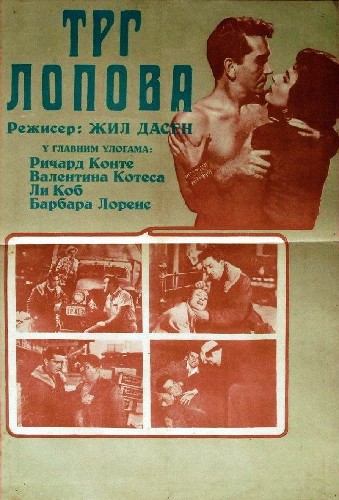 ТРГ
ЛОПОВА
Режисер: ЖИЛ ДАСЕН
У ГЛАВНИМ УЛОГАМА:
Ричард Конте
Валентина Котеса
Ли Коб
Барбара Лоренс